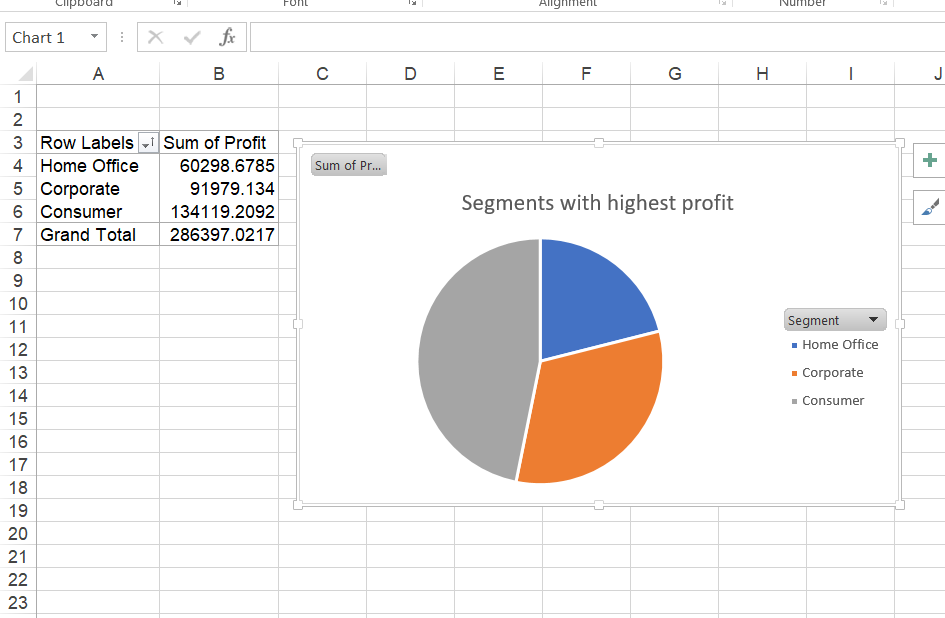 Clipboard Font Alignment Number
Chart 1 fx
A B C D E F G H I J
1
2
3 Row Labels Sum of Profit
4 Home Office 60298.6785
5 Corporate 91979.134
6 Consumer 134119.2092
7 Grand Total 286397.0217
8
9
10
11
12
13
14
15
16
17
18
19
20
21
22
23
Sum of Pr...
Segments with highest profit
Segment
Home Office
Corporate
Consumer